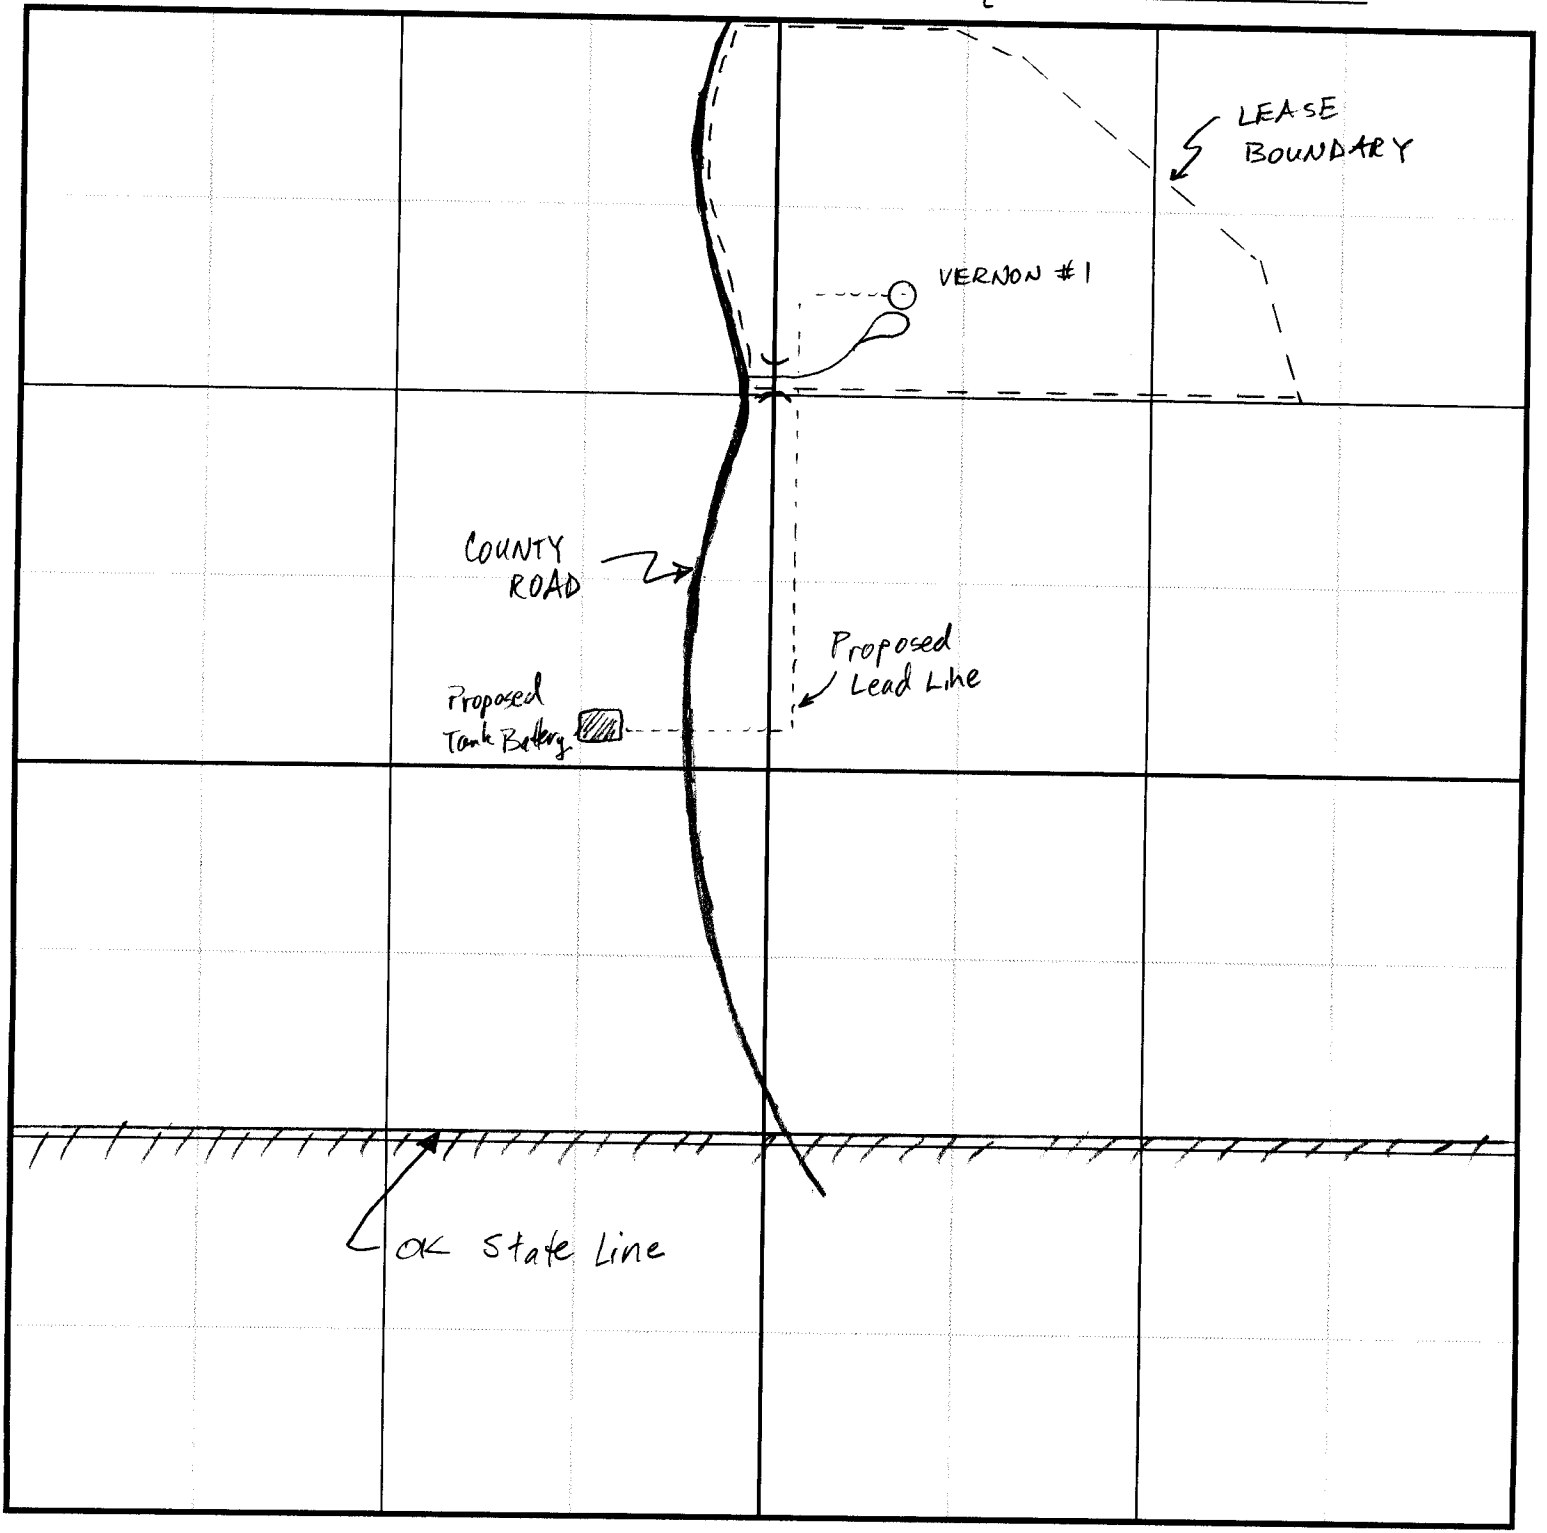 LEASE
BOUNDARY
VERNON #1
COUNTY
ROAD
Proposed
Lead Line
Proposed
Tank Battery
OK State Line